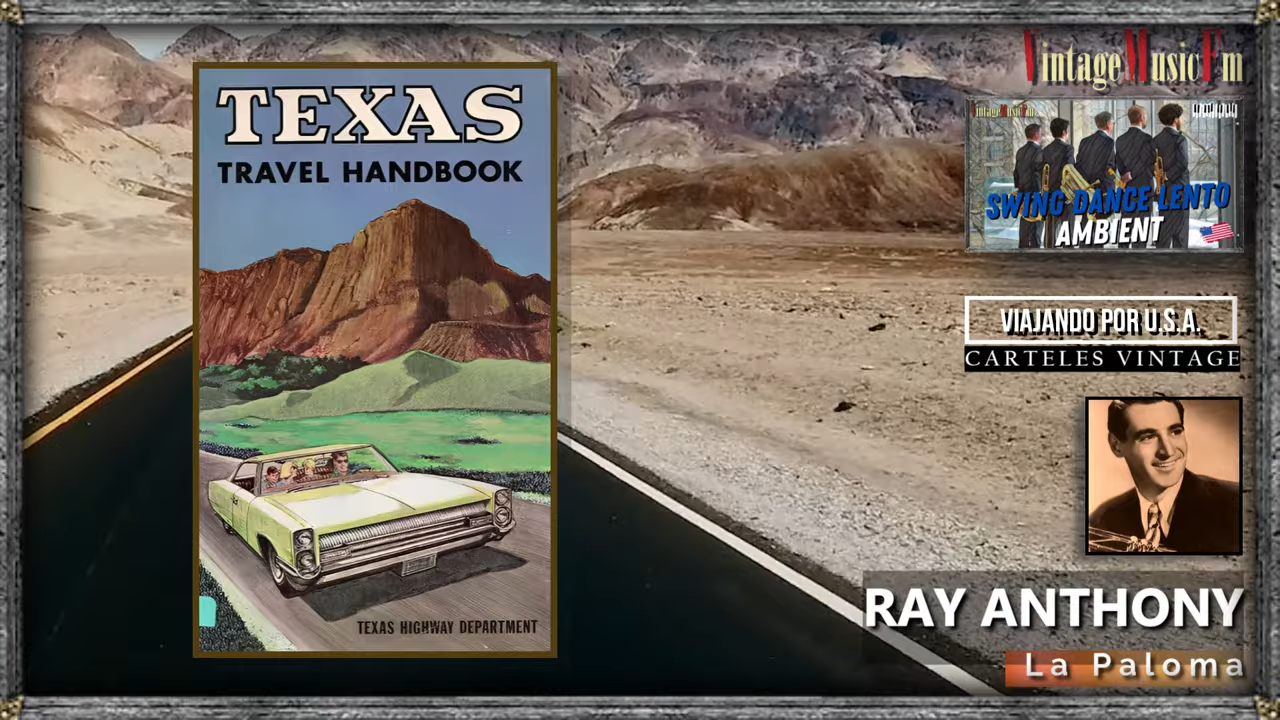 TEXAS
TRAVEL HANDBOOK
TEXAS HIGHWAY DEPARTMENT
VintageMusicFm
VintageMusicFm
SWING DANCE LENTO
AMBIENT
VIAJANDO POR U.S.A.
CARTELES VINTAGE
RAY ANTHONY
La Paloma